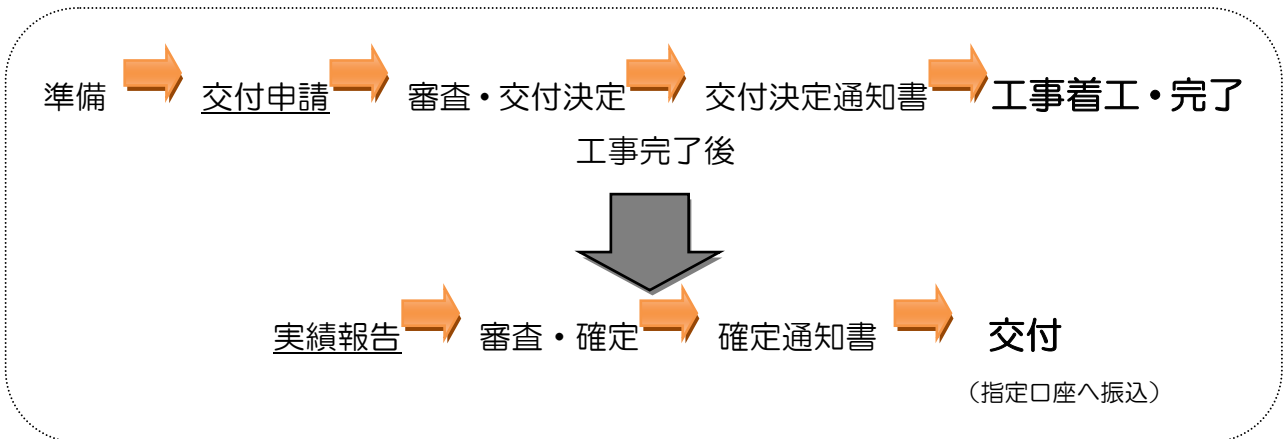 準備 交付申請 審査・交付決定 交付決定通知書 工事着工・完了
工事完了後
実績報告 審査・確定 確定通知書 交付
（指定口座へ振込）